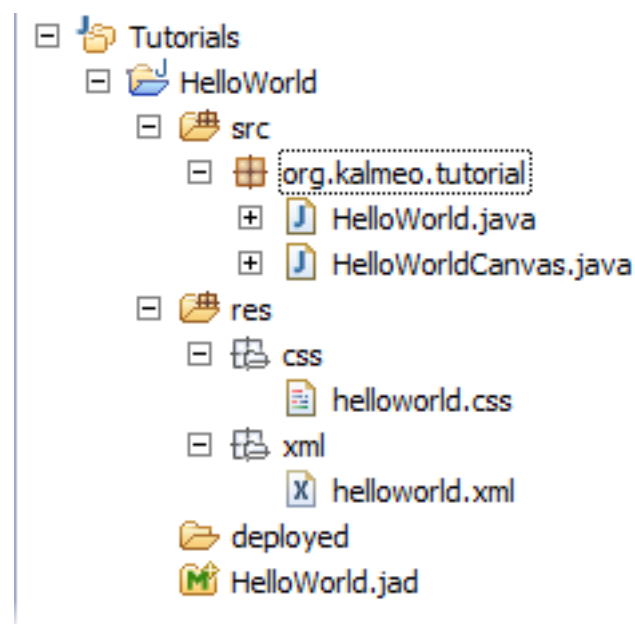 Tutorials
HelloWorld
src
org.kalmeo.tutorial
HelloWorld.java
HelloWorldCanvas.java
res
css
helloworld.css
xml
helloworld.xml
deployed
HelloWorld.jad